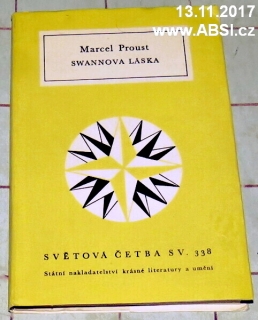 13.11.2017
www.ABSI.cz
Marcel Proust
SWANNOVA LÁSKA
SVĚTOVÁ ČETBA SV. 338
Státní nakladatelství krásné literatury a umění